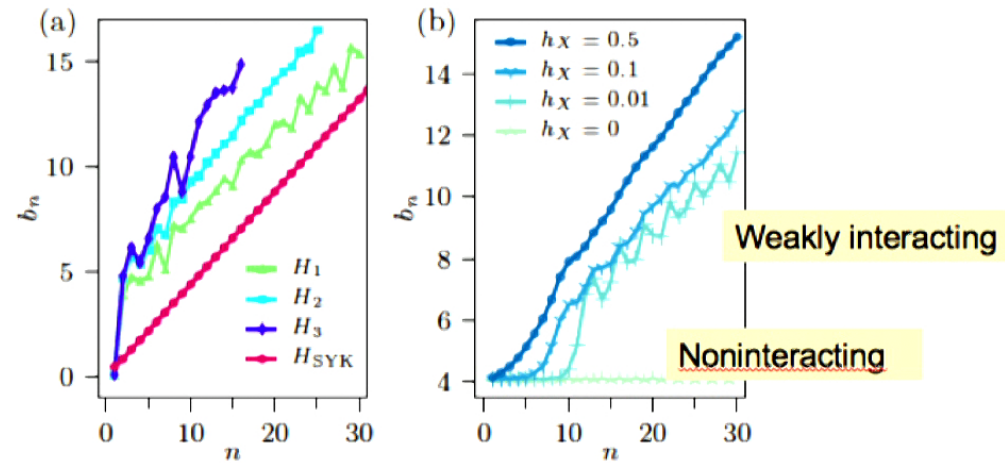 (a)
15
10
5
0
b_n
0
10
20
30
n
H_1
H_2
H_3
H_SYK
(b)
14
12
10
8
6
4
b_n
0
10
20
30
n
h_X = 0.5
h_X = 0.1
h_X = 0.01
h_X = 0
Weakly interacting
Noninteracting